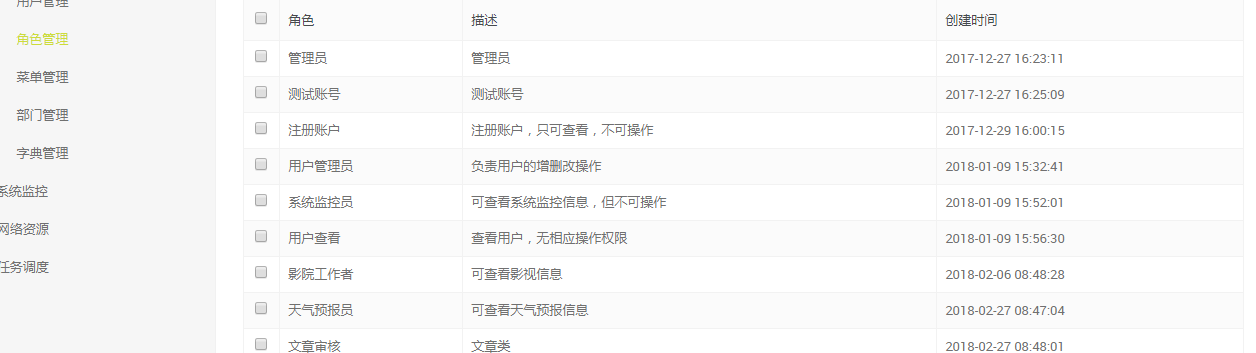 用户管理
角色管理
菜单管理
部门管理
字典管理
系统监控
网络资源
任务调度
角色 描述 创建时间
管理员 管理员 2017-12-27 16:23:11
测试账号 测试账号 2017-12-27 16:25:09
注册账户 注册账户，只可查看，不可操作 2017-12-29 16:00:15
用户管理员 负责用户的增删改操作 2018-01-09 15:32:41
系统监控员 可查看系统监控信息，但不可操作 2018-01-09 15:52:01
用户查看 查看用户，无相应操作权限 2018-01-09 15:56:30
影院工作者 可查看影视信息 2018-02-06 08:48:28
天气预报员 可查看天气预报信息 2018-02-27 08:47:04
文章审核 文章类 2018-02-27 08:48:01